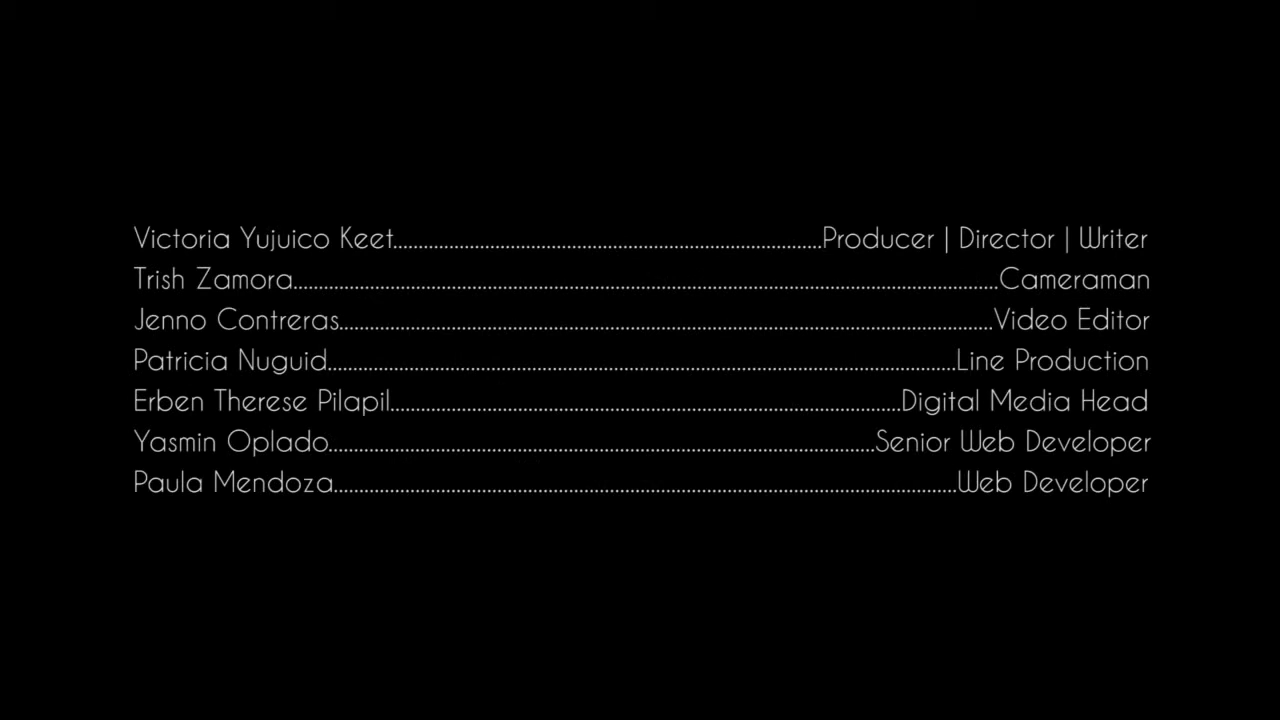 Victoria Yujuico Keet..........Producer | Director | Writer
Trish Zamora..........Cameraman
Jenno Contreras..........Video Editor
Patricia Nuguid..........Line Production
Erben Therese Pilapil..........Digital Media Head
Yasmin Oplado..........Senior Web Developer
Paula Mendoza..........Web Developer